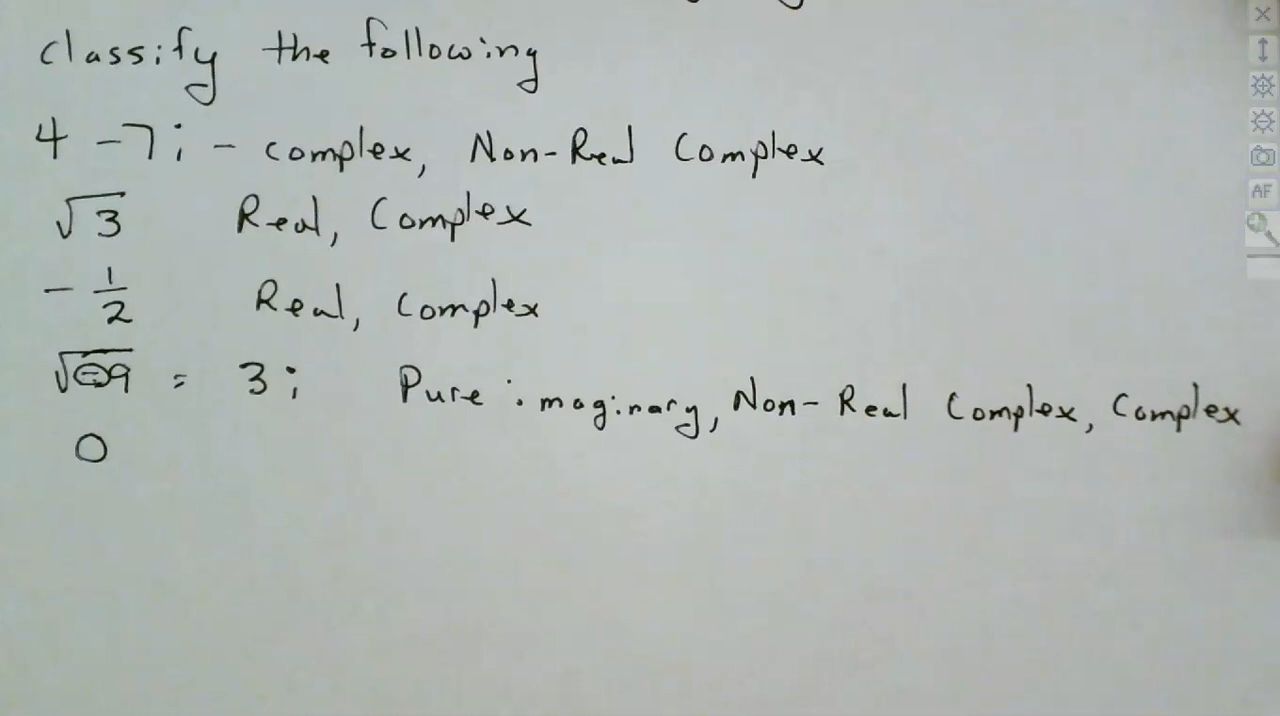 classify the following
4 - 7i - complex, Non-Real Complex
√3 Real, Complex
- 1/2 Real, Complex
√-9 = 3i Pure imaginary, Non-Real Complex, Complex
0
AF